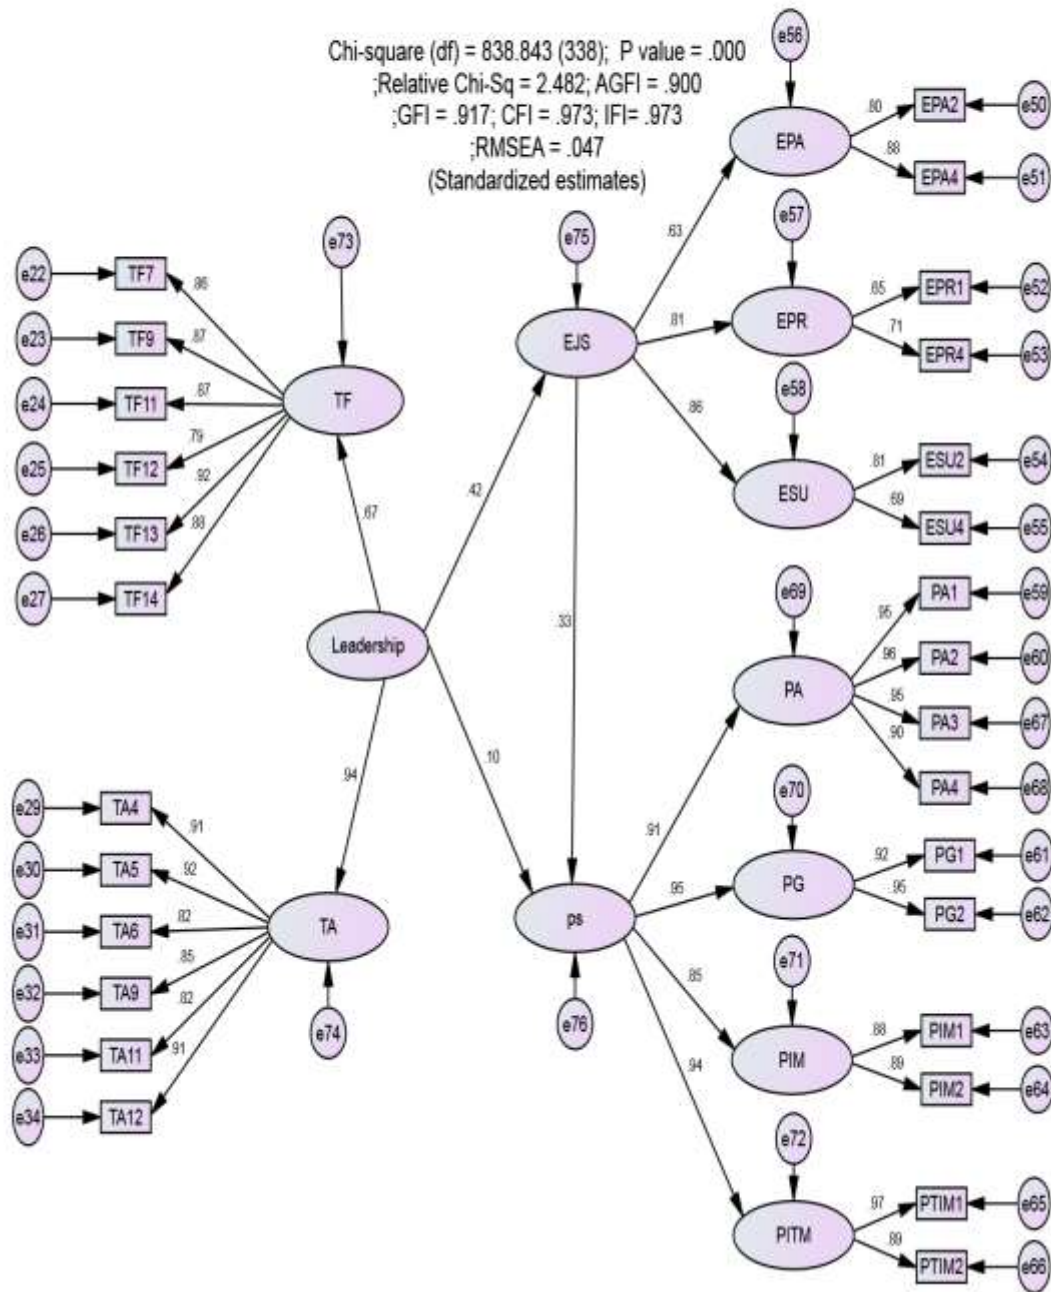 Chi-square (df) = 838.843 (338);  P value = .000
;Relative Chi-Sq = 2.482; AGFI = .900
;GFI = .917; CFI = .973; IFI= .973
;RMSEA = .047
(Standardized estimates)
e56
EPA
.80
EPA2
e50
.88
EPA4
e51
.63
e57
EPR
.65
EPR1
e52
.71
EPR4
e53
.81
e58
ESU
.81
ESU2
e54
.69
ESU4
e55
.86
e75
EJS
.42
.33
e73
TF
.67
e22
TF7
.86
e23
TF9
.87
e24
TF11
.87
e25
TF12
.79
e26
TF13
.92
e27
TF14
.88
Leadership
.10
.94
e29
TA4
.91
e30
TA5
.92
e31
TA6
.82
e32
TA9
.85
e33
TA11
.82
e34
TA12
.91
TA
e74
ps
e76
.91
e69
PA
.95
PA1
e59
.96
PA2
e60
.95
PA3
e67
.90
PA4
e68
.95
e70
PG
.92
PG1
e61
.95
PG2
e62
.85
e71
PIM
.88
PIM1
e63
.89
PIM2
e64
.94
e72
PITM
.97
PTIM1
e65
.89
PTIM2
e66